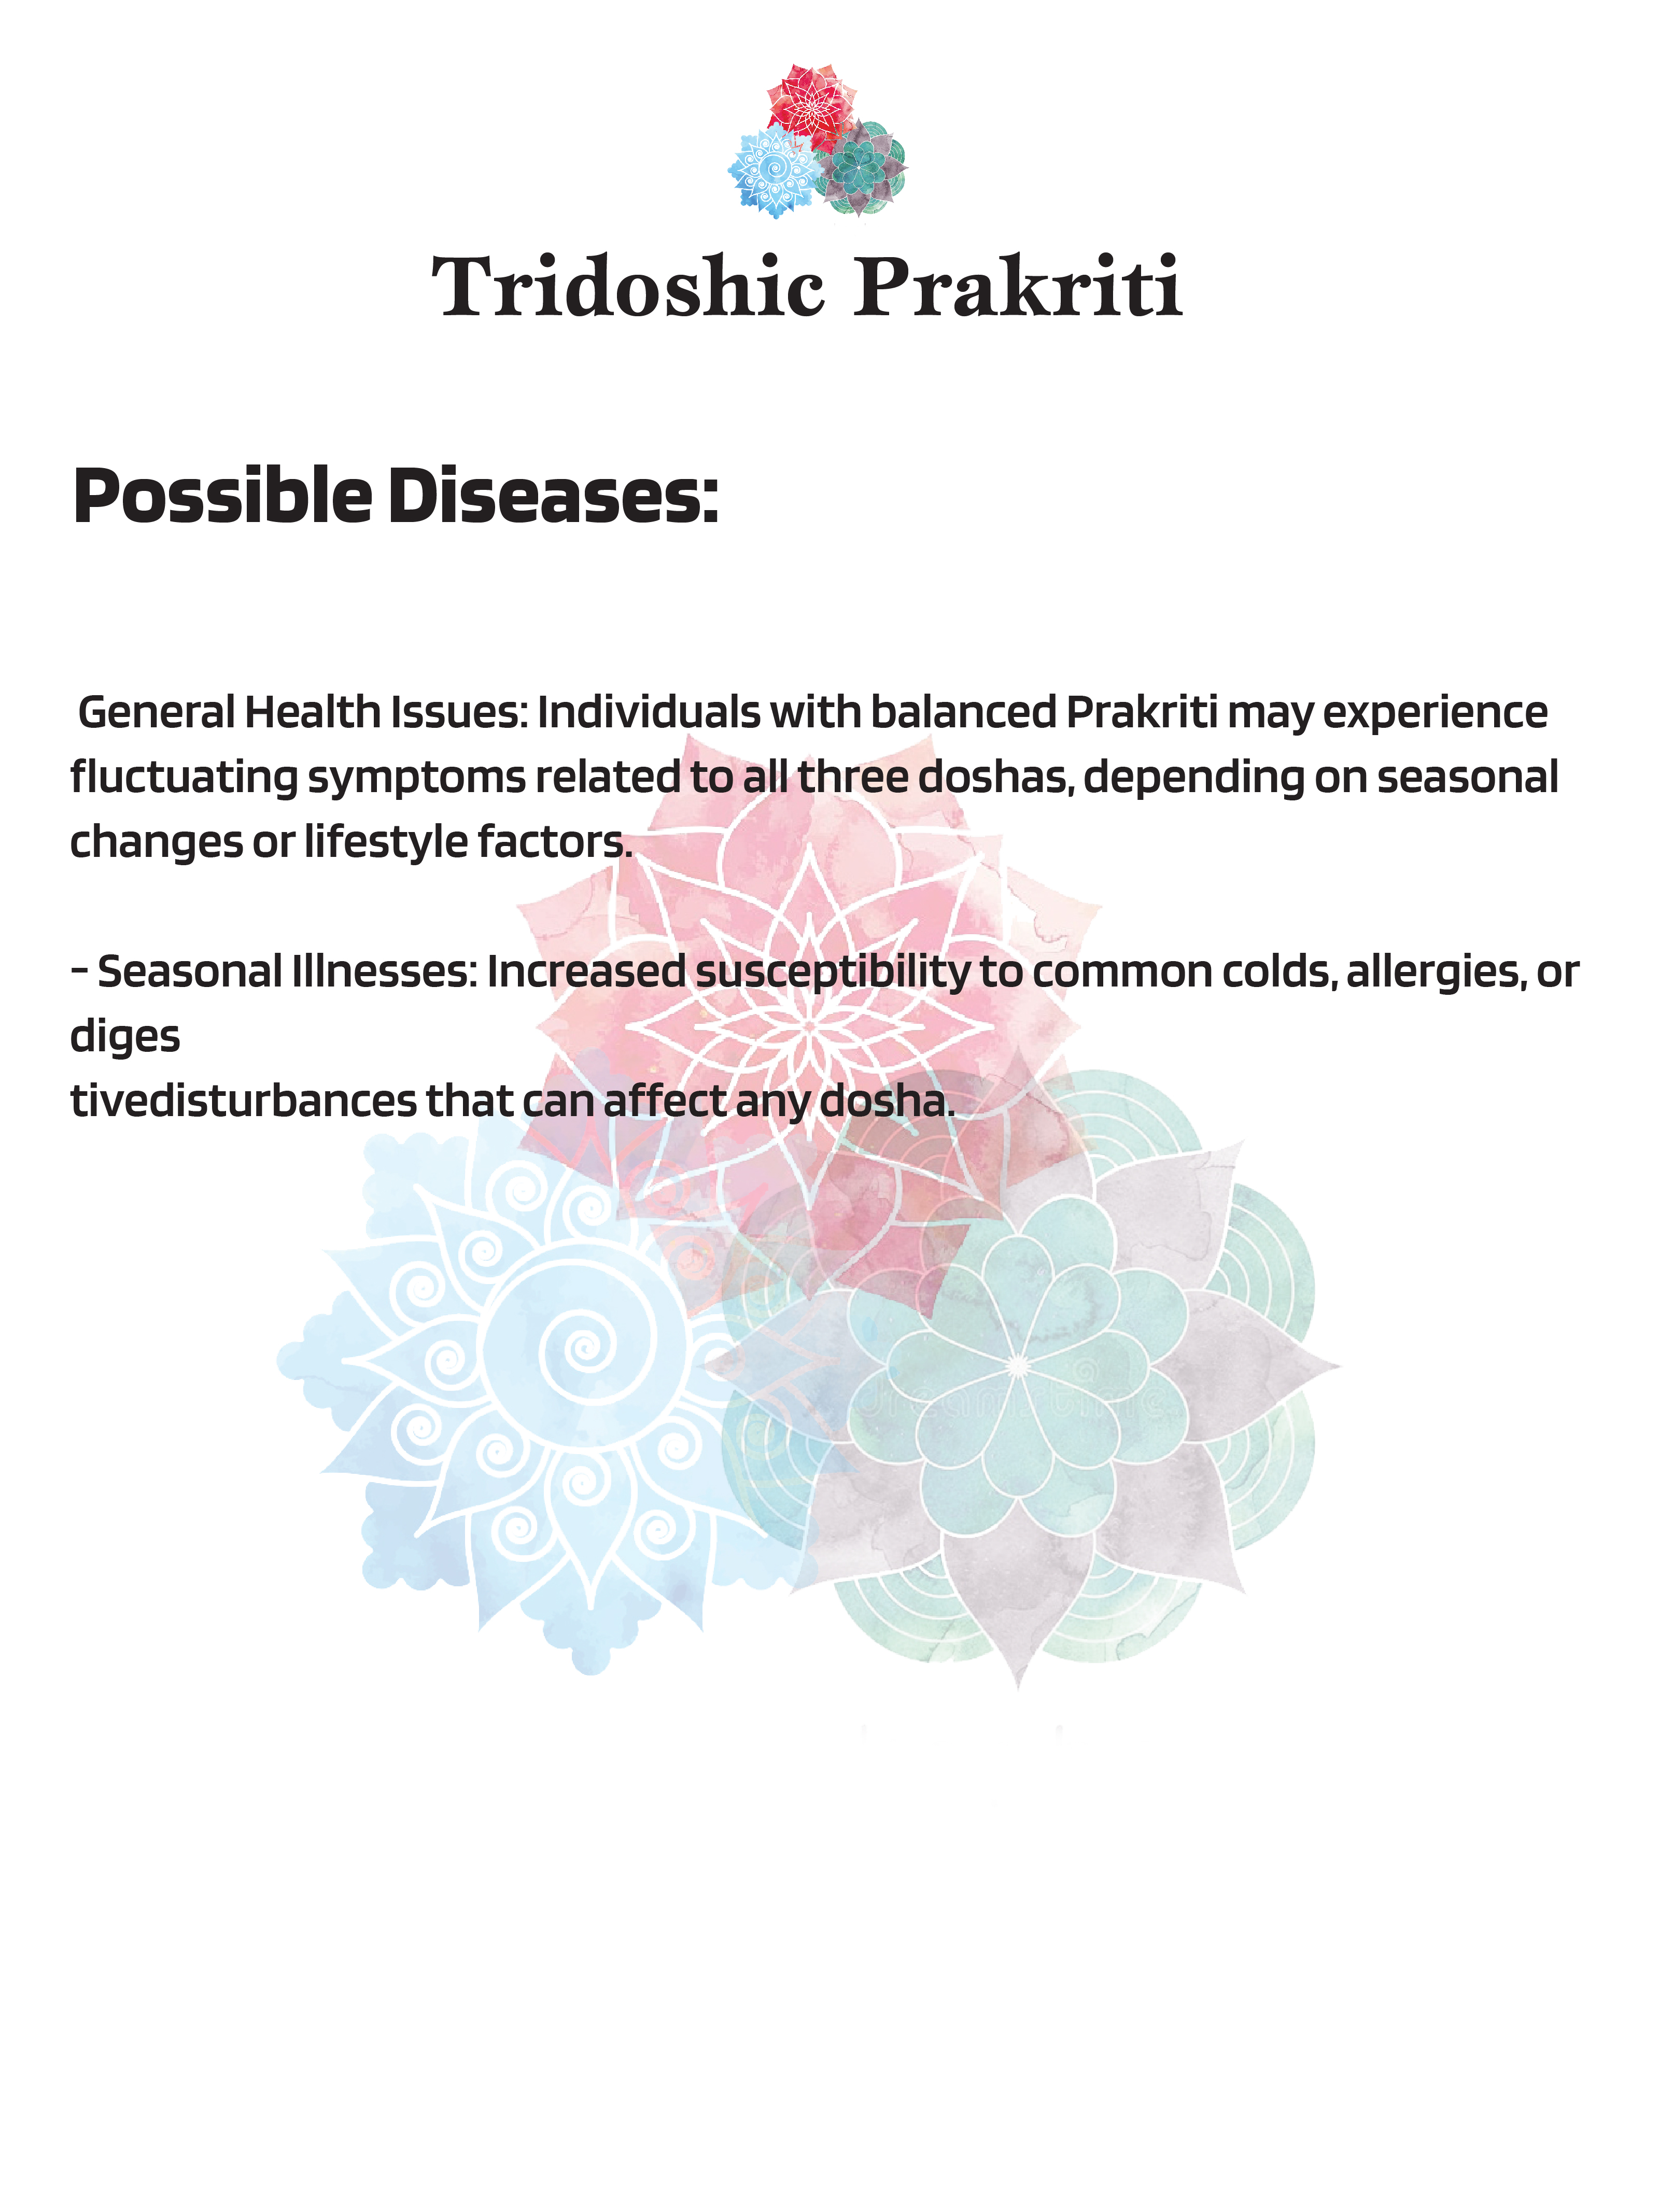 Tridoshic Prakriti
Possible Diseases:
General Health Issues: Individuals with balanced Prakriti may experience
fluctuating symptoms related to all three doshas, depending on seasonal
changes or lifestyle factors.
- Seasonal Illnesses: Increased susceptibility to common colds, allergies, or
diges
tivedisturbances that can affect any dosha.
dreamstime